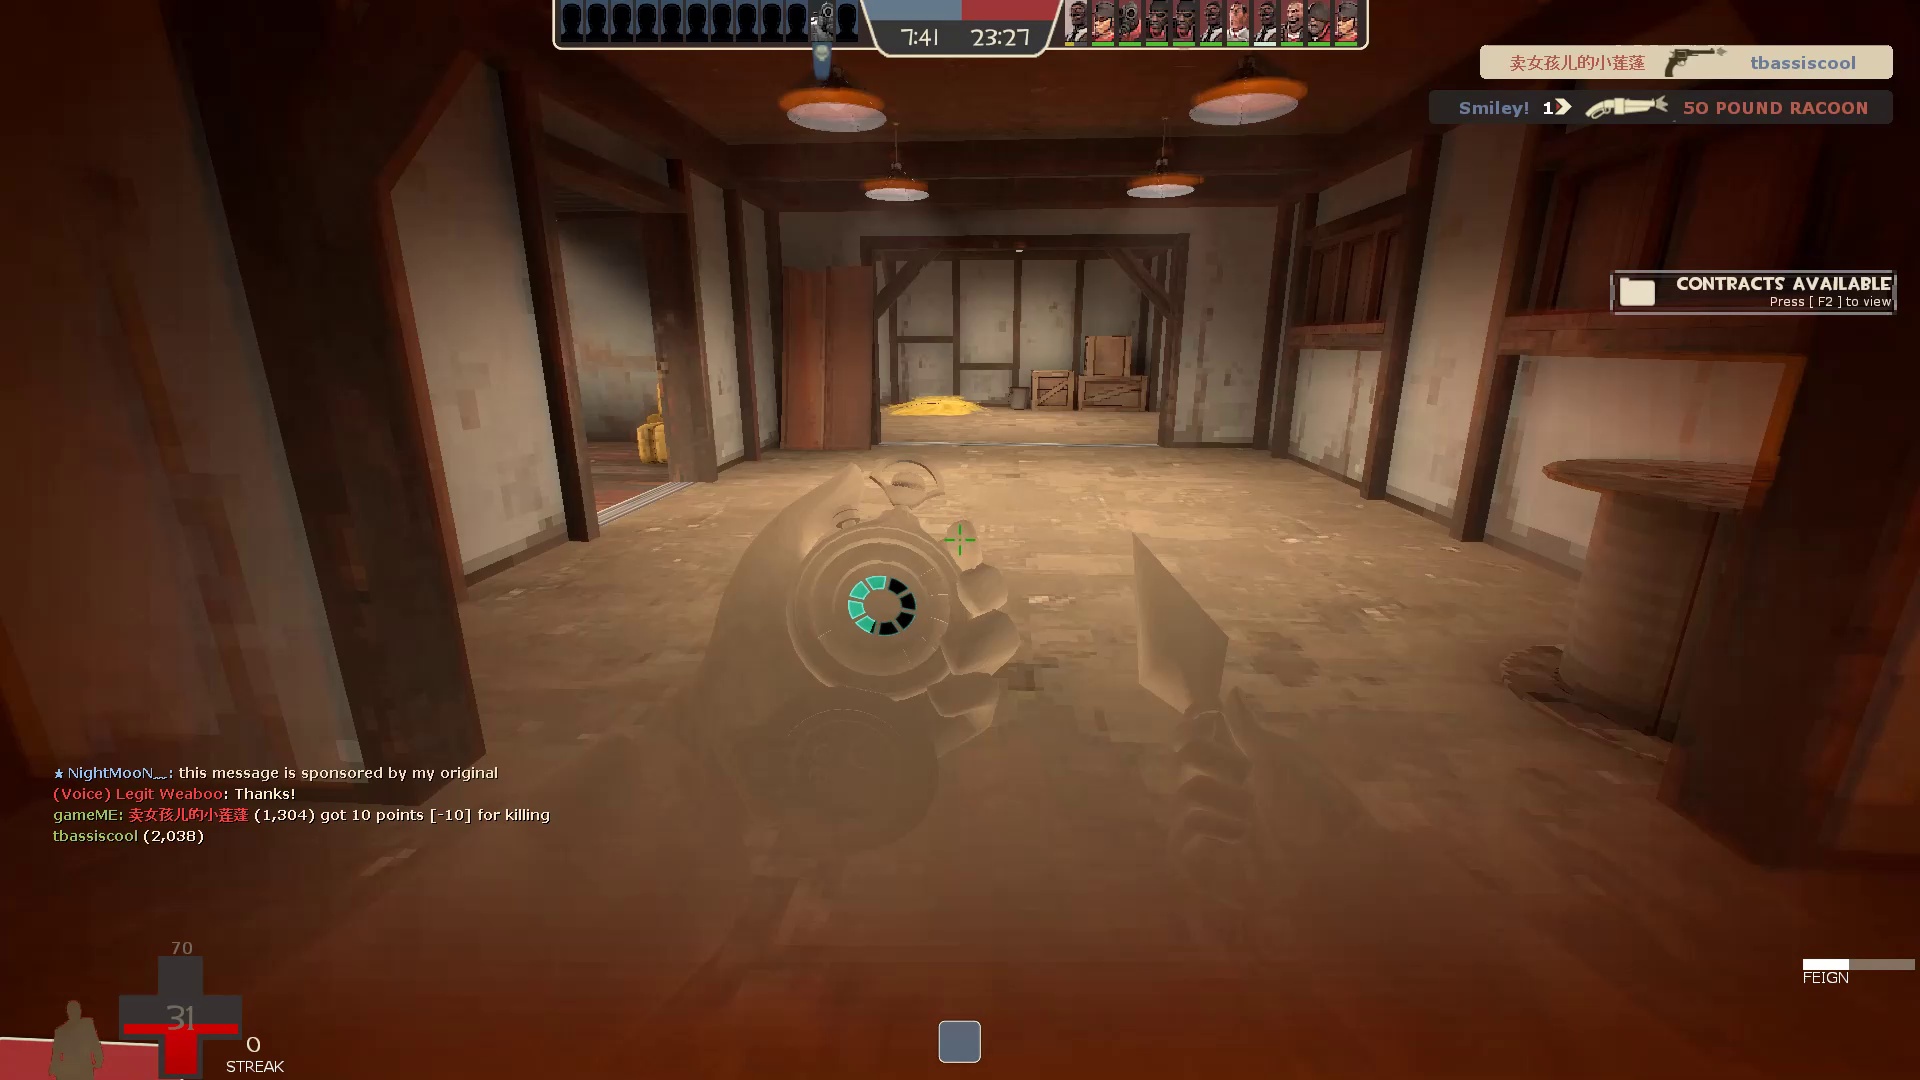 7:41 23:27
卖女孩儿的小莲蓬 tbassiscool
Smiley! 1 50 POUND RACOON
CONTRACTS AVAILABLE
Press [ F2 ] to view
★ NightMooN﹏: this message is sponsored by my original
(Voice) Legit Weaboo: Thanks!
gameME: 卖女孩儿的小莲蓬 (1,304) got 10 points [-10] for killing
tbassiscool (2,038)
70
31
0
STREAK
FEIGN